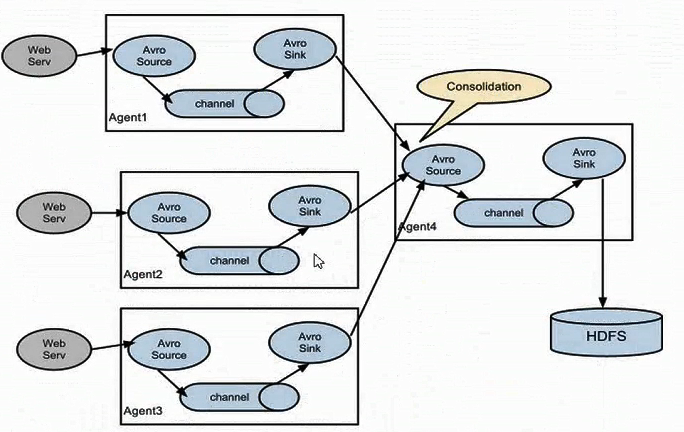 Web
Serv
Avro
Source
Avro
Sink
channel
Agent1
Consolidation
Web
Serv
Avro
Source
Avro
Sink
channel
Agent2
Avro
Source
Avro
Sink
channel
Agent4
Web
Serv
Avro
Source
Avro
Sink
channel
Agent3
HDFS